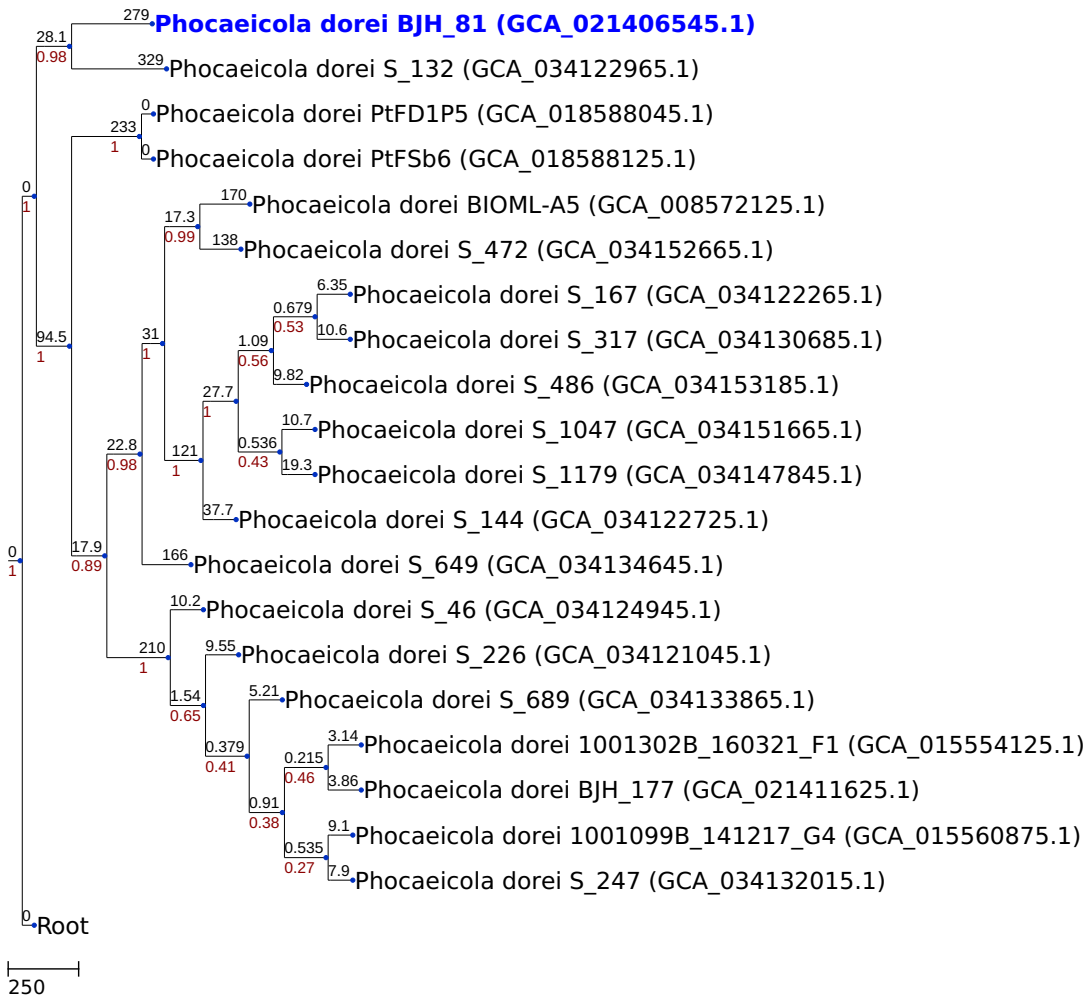 279
Phocaeicola dorei BJH_81 (GCA_021406545.1)
28.1
0.98
329
Phocaeicola dorei S_132 (GCA_034122965.1)
0
Phocaeicola dorei PtFD1P5 (GCA_018588045.1)
233
1
0
Phocaeicola dorei PtFSb6 (GCA_018588125.1)
0
1
170
Phocaeicola dorei BIOML-A5 (GCA_008572125.1)
17.3
0.99
138
Phocaeicola dorei S_472 (GCA_034152665.1)
6.35
Phocaeicola dorei S_167 (GCA_034122265.1)
0.679
0.53
10.6
Phocaeicola dorei S_317 (GCA_034130685.1)
94.5
1
31
1
1.09
0.56
9.82
Phocaeicola dorei S_486 (GCA_034153185.1)
27.7
1
10.7
Phocaeicola dorei S_1047 (GCA_034151665.1)
22.8
0.98
121
1
0.536
0.43
19.3
Phocaeicola dorei S_1179 (GCA_034147845.1)
37.7
Phocaeicola dorei S_144 (GCA_034122725.1)
0
1
17.9
0.89
166
Phocaeicola dorei S_649 (GCA_034134645.1)
10.2
Phocaeicola dorei S_46 (GCA_034124945.1)
210
1
9.55
Phocaeicola dorei S_226 (GCA_034121045.1)
1.54
0.65
5.21
Phocaeicola dorei S_689 (GCA_034133865.1)
0.379
0.41
3.14
Phocaeicola dorei 1001302B_160321_F1 (GCA_015554125.1)
0.215
0.46
3.86
Phocaeicola dorei BJH_177 (GCA_021411625.1)
0.91
0.38
9.1
Phocaeicola dorei 1001099B_141217_G4 (GCA_015560875.1)
0.535
0.27
7.9
Phocaeicola dorei S_247 (GCA_034132015.1)
0
Root
250